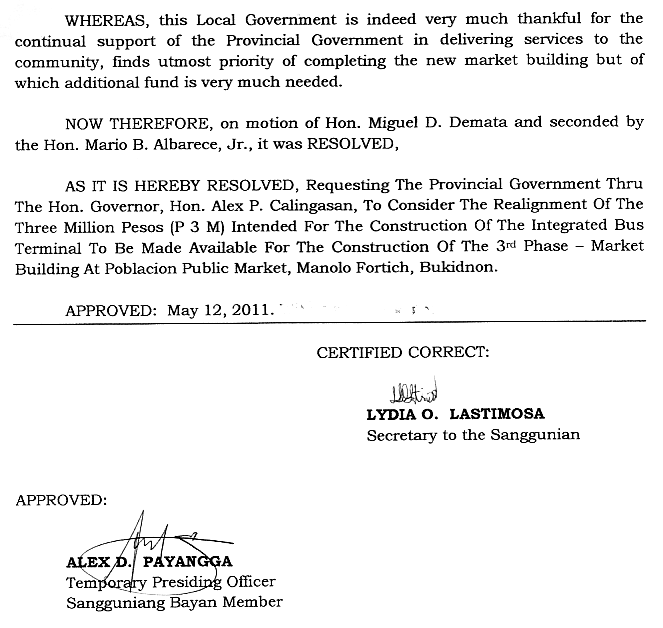 WHEREAS, this Local Government is indeed very much thankful for the
continual support of the Provincial Government in delivering services to the
community, finds utmost priority of completing the new market building but of
which additional fund is very much needed.
NOW THEREFORE, on motion of Hon. Miguel D. Demata and seconded by
the Hon. Mario B. Albarece, Jr., it was RESOLVED,
AS IT IS HEREBY RESOLVED, Requesting The Provincial Government Thru
The Hon. Governor, Hon. Alex P. Calingasan, To Consider The Realignment Of The
Three Million Pesos (P 3 M) Intended For The Construction Of The Integrated Bus
Terminal To Be Made Available For The Construction Of The 3rd Phase – Market
Building At Poblacion Public Market, Manolo Fortich, Bukidnon.
APPROVED: May 12, 2011.
CERTIFIED CORRECT:
LYDIA O. LASTIMOSA
Secretary to the Sanggunian
APPROVED:
ALEX D. PAYANGGA
Temporary Presiding Officer
Sangguniang Bayan Member